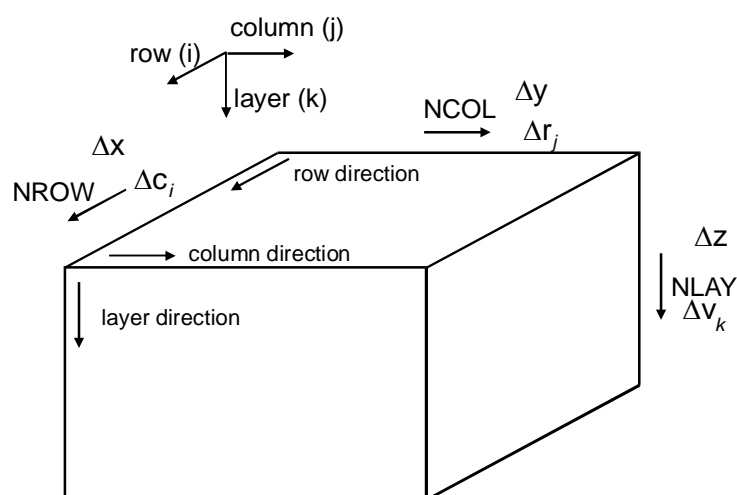 column (j)
row (i)
layer (k)
Δy
NCOL
Δr_j
Δx
NROW
Δc_i
row direction
column direction
layer direction
Δz
NLAY
Δv_k